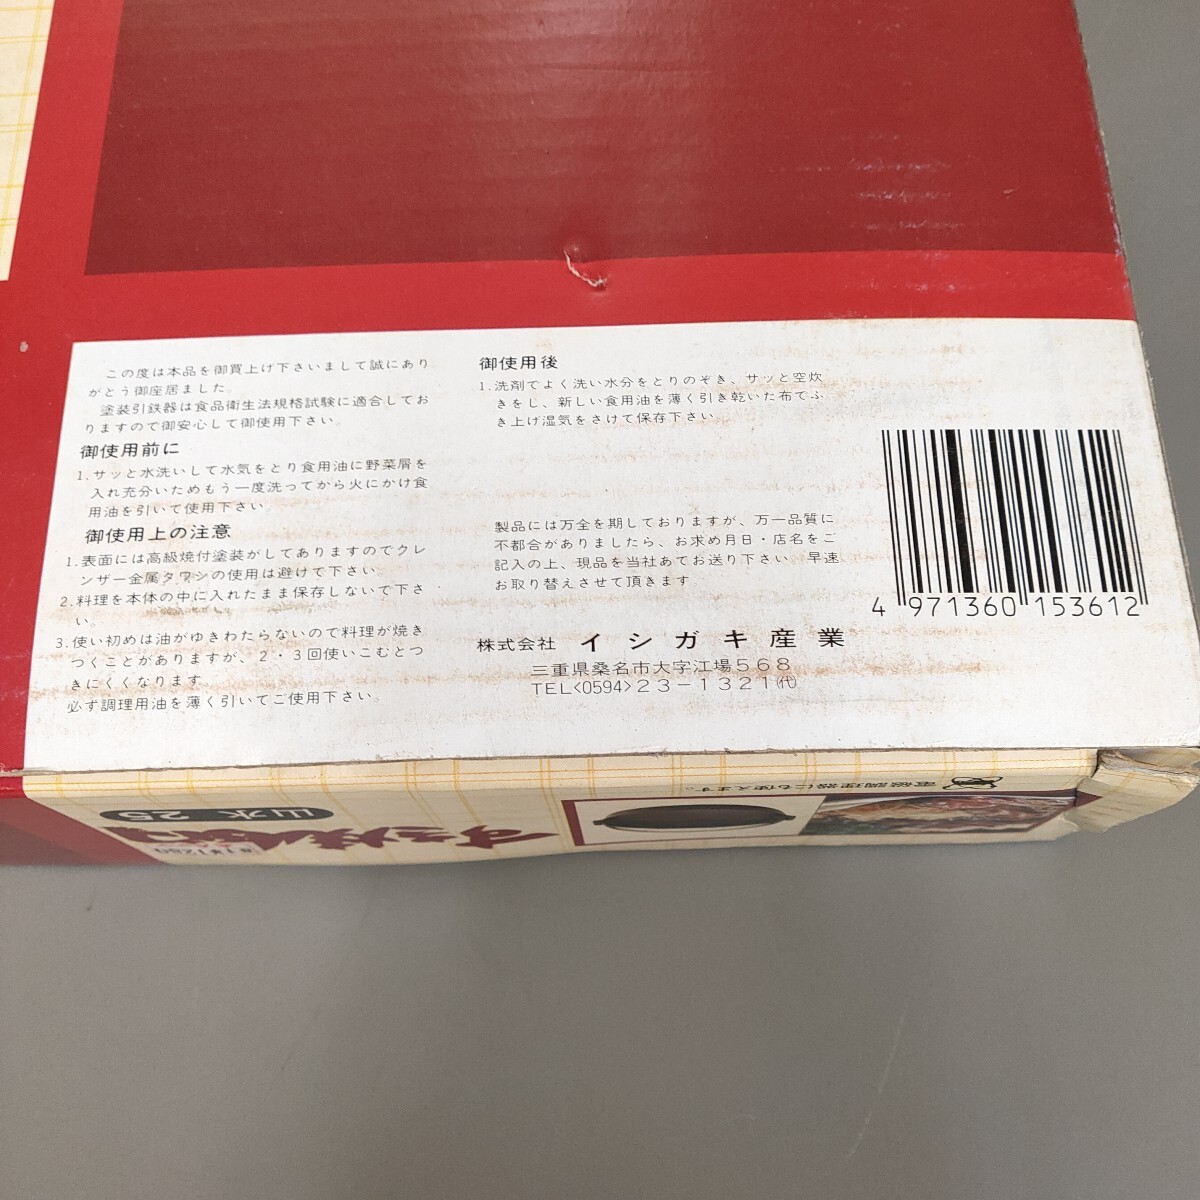 この度は本品を御買上げ下さいまして誠にあり
がとう御座居ました。
塗装引鉄器は食品衛生法規格試験に適合してお
りますので御安心して御使用下さい。
御使用前に
1.サッと水洗いして水気をとり食用油に野菜屑を
入れ充分いためもう一度洗ってから火にかけ食
用油を引いて使用下さい
御使用上の注意
1.表面には高級焼付塗装がしてありますのでクレ
ンザー金属タワシの使用は避けて下さい。
2.料理を本体の中に入れたまま保存しないで下さ
い。
3.使い初めは油がゆきわたらないので料理が焼き
つくことがありますが、2・3回使いこむとつ
きにくくなります
必ず調理用油を薄く引いてご使用下さい。
御使用後
1.洗剤でよく洗い水分をとりのぞき、サッと空炊
きをし、新しい食用油を薄く引き乾いた布でふ
き上げ湿気をさけて保存下さい。
製品には万全を期しておりますが、万一品質に
不都合がありましたら、お求め月日・店名をご
記入の上、現品を当社あてお送り下さい 早速
お取り替えさせて頂きます
株式会社 イシガキ産業
三重県桑名市大字江場568
TEL<0594>23-1321㈹
4 971360 153612
電磁調理器にも使えます。
山水 25
すき焼鍋